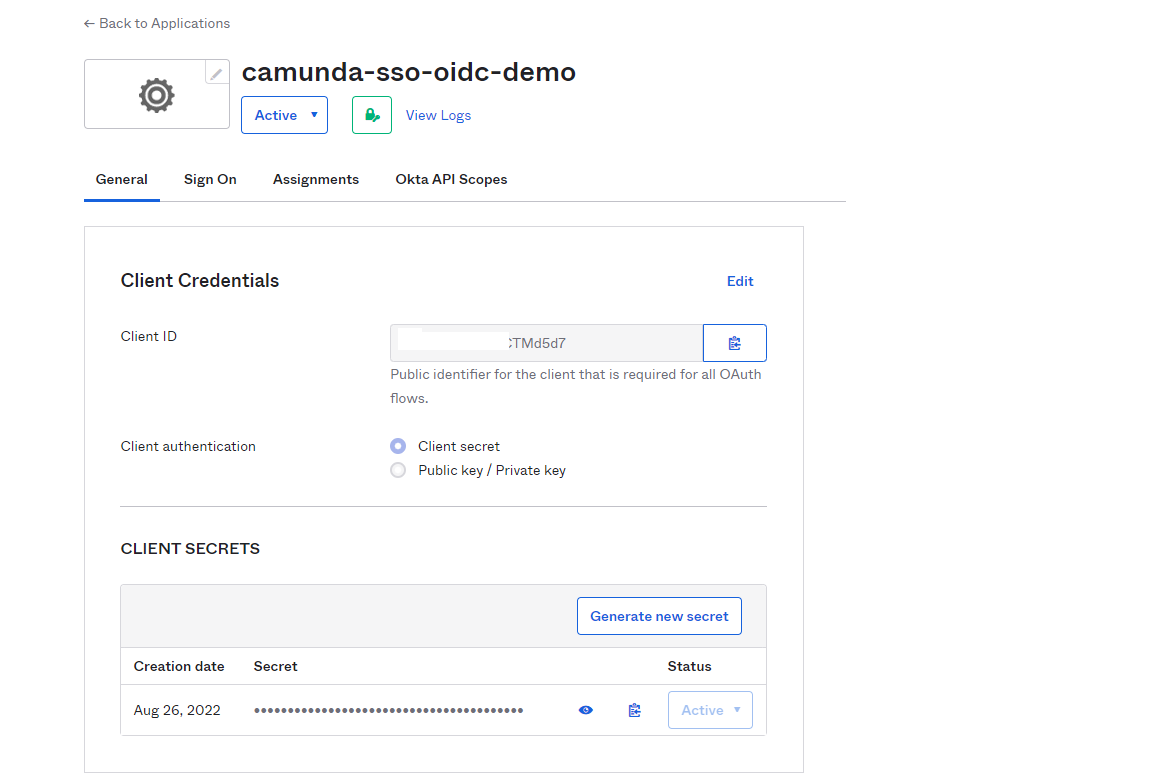 ← Back to Applications
camunda-sso-oidc-demo
Active ▾
View Logs
General Sign On Assignments Okta API Scopes
Client Credentials Edit
Client ID
CTMd5d7
Public identifier for the client that is required for all OAuth
flows.
Client authentication
Client secret
Public key / Private key
CLIENT SECRETS
Generate new secret
Creation date Secret Status
Aug 26, 2022 •••••••••••••••••••••••••••••••••••••••• Active ▾